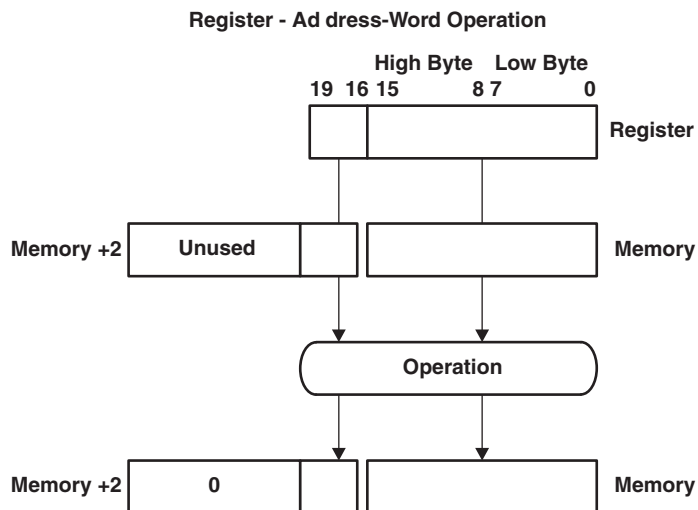 Register - Ad dress-Word Operation
High Byte Low Byte
19 16 15 8 7 0
Register
Memory +2 Unused Memory
Operation
Memory +2 0 Memory